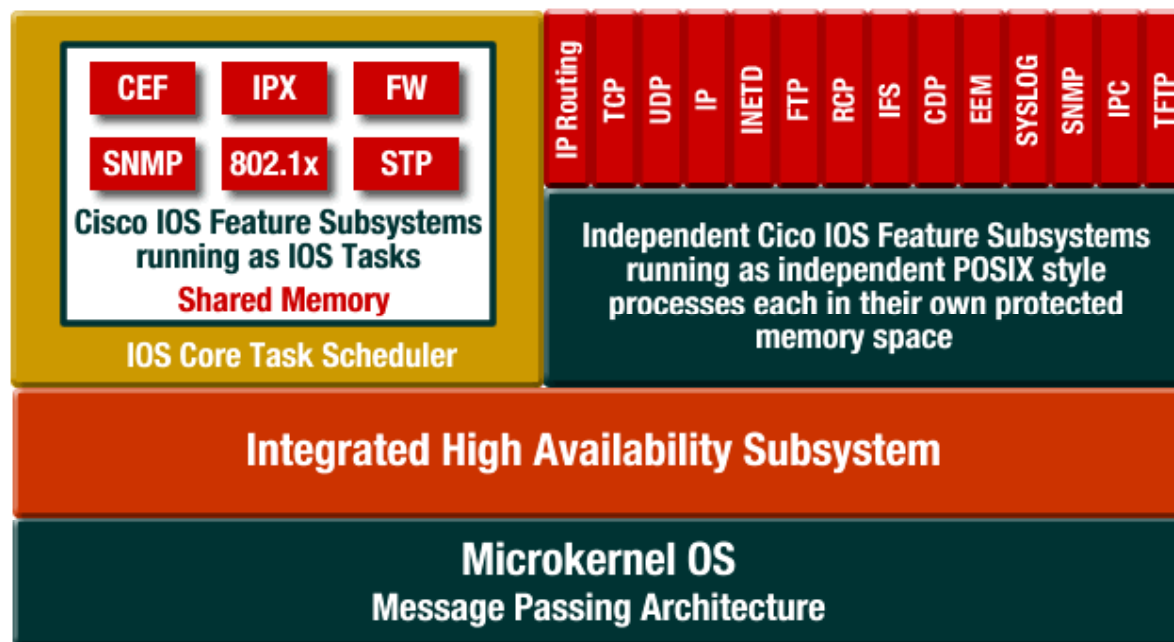 CEF
IPX
FW
SNMP
802.1x
STP
Cisco IOS Feature Subsystems
running as IOS Tasks
Shared Memory
IOS Core Task Scheduler
IP Routing
TCP
UDP
IP
INETD
FTP
RCP
IFS
CDP
EEM
SYSLOG
SNMP
IPC
TFTP
Independent Cico IOS Feature Subsystems
running as independent POSIX style
processes each in their own protected
memory space
Integrated High Availability Subsystem
Microkernel OS
Message Passing Architecture